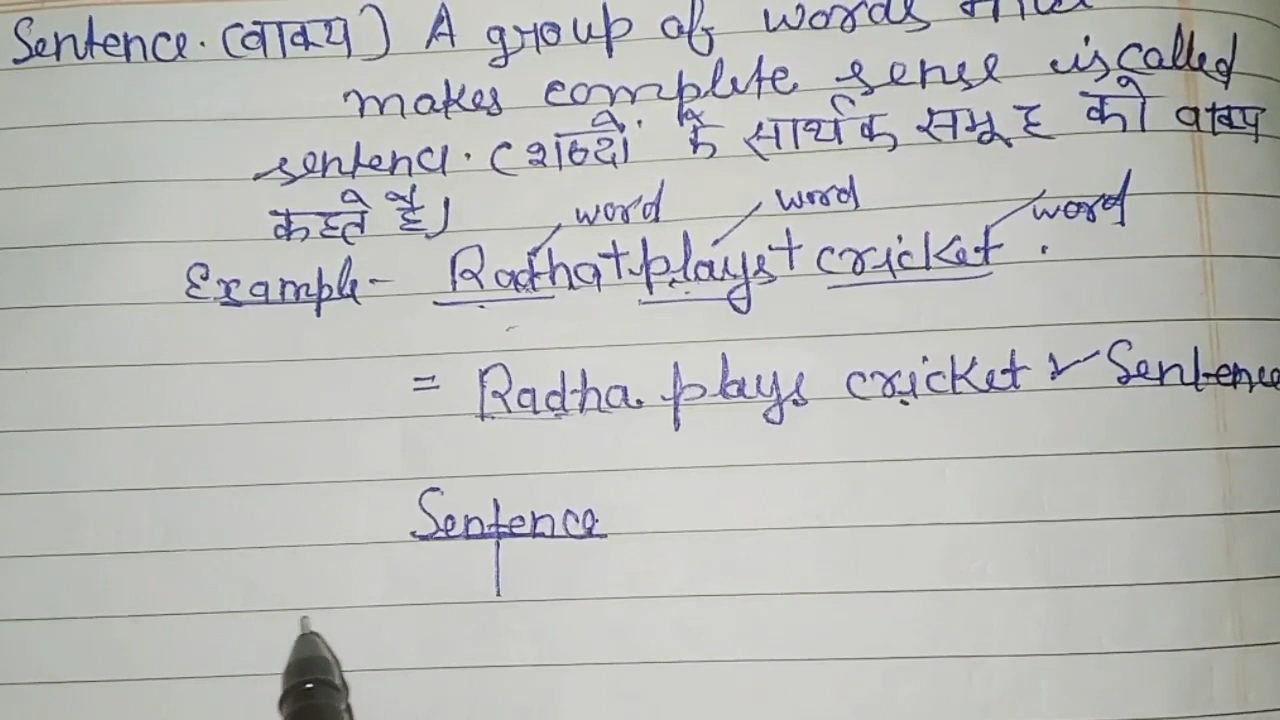 Sentence. (वाक्य) A group of words
makes complete sense is called
sentenc. (शब्दों के सार्थक समूह को वाक्य
कहते है।
word word word
Example- Radha + plays + cricket.
= Radha plays cricket ✓ Sentence
Sentence